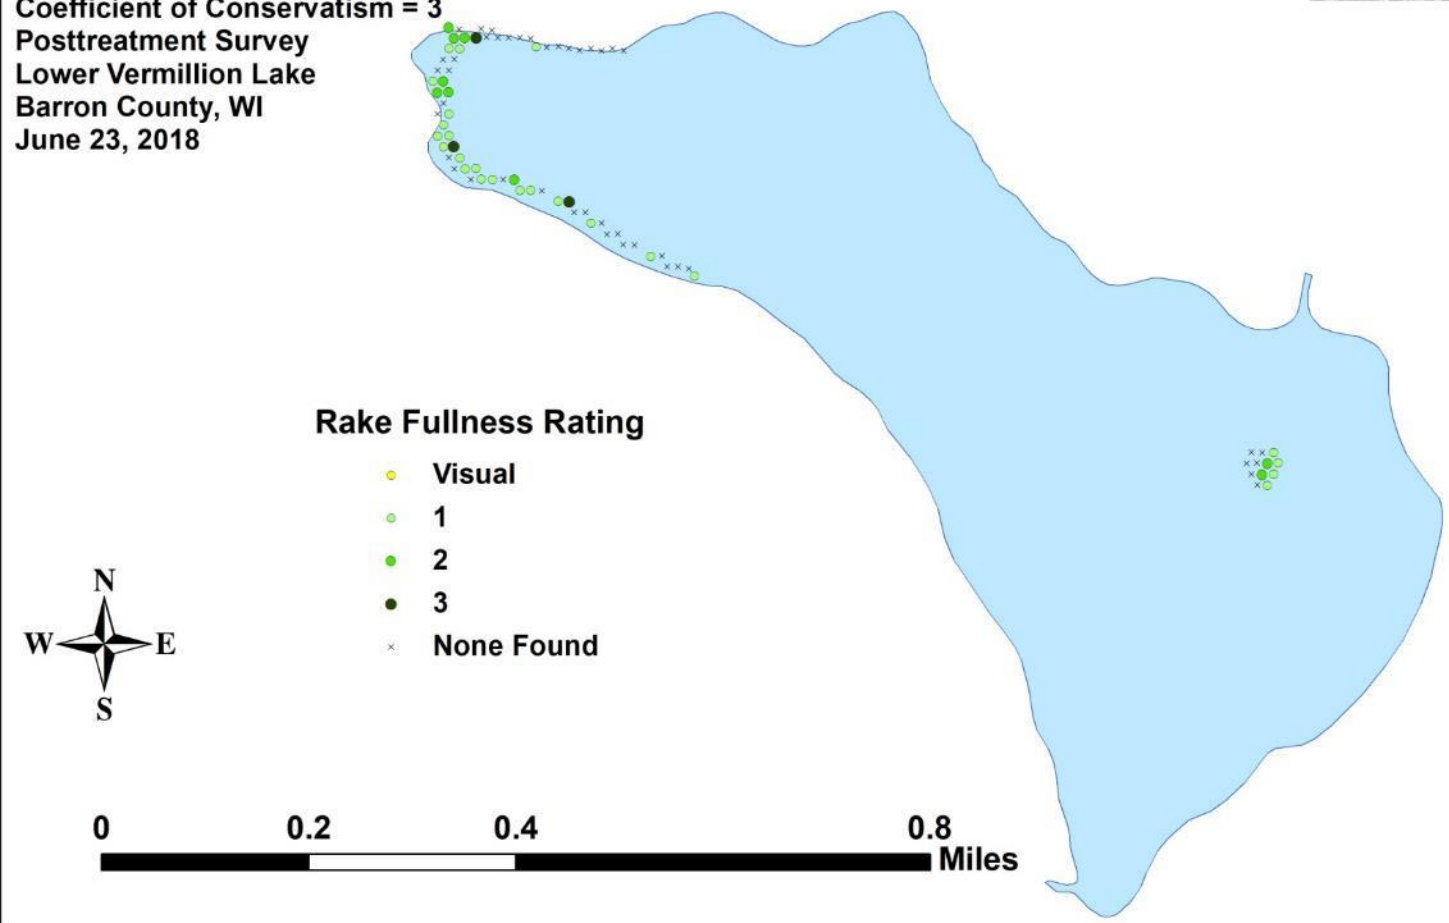 Coefficient of Conservatism = 3
Posttreatment Survey
Lower Vermillion Lake
Barron County, WI
June 23, 2018
Rake Fullness Rating
Visual
1
2
3
None Found
N
W E
S
0 0.2 0.4 0.8
Miles